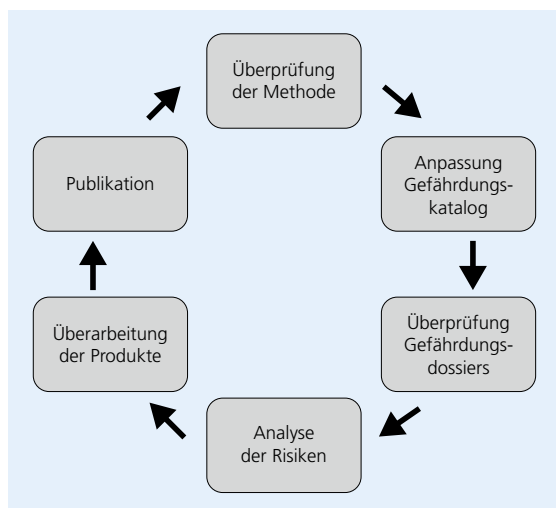 Überprüfung
der Methode
Anpassung
Gefährdungs-
katalog
Überprüfung
Gefährdungs-
dossiers
Analyse
der Risiken
Überarbeitung
der Produkte
Publikation